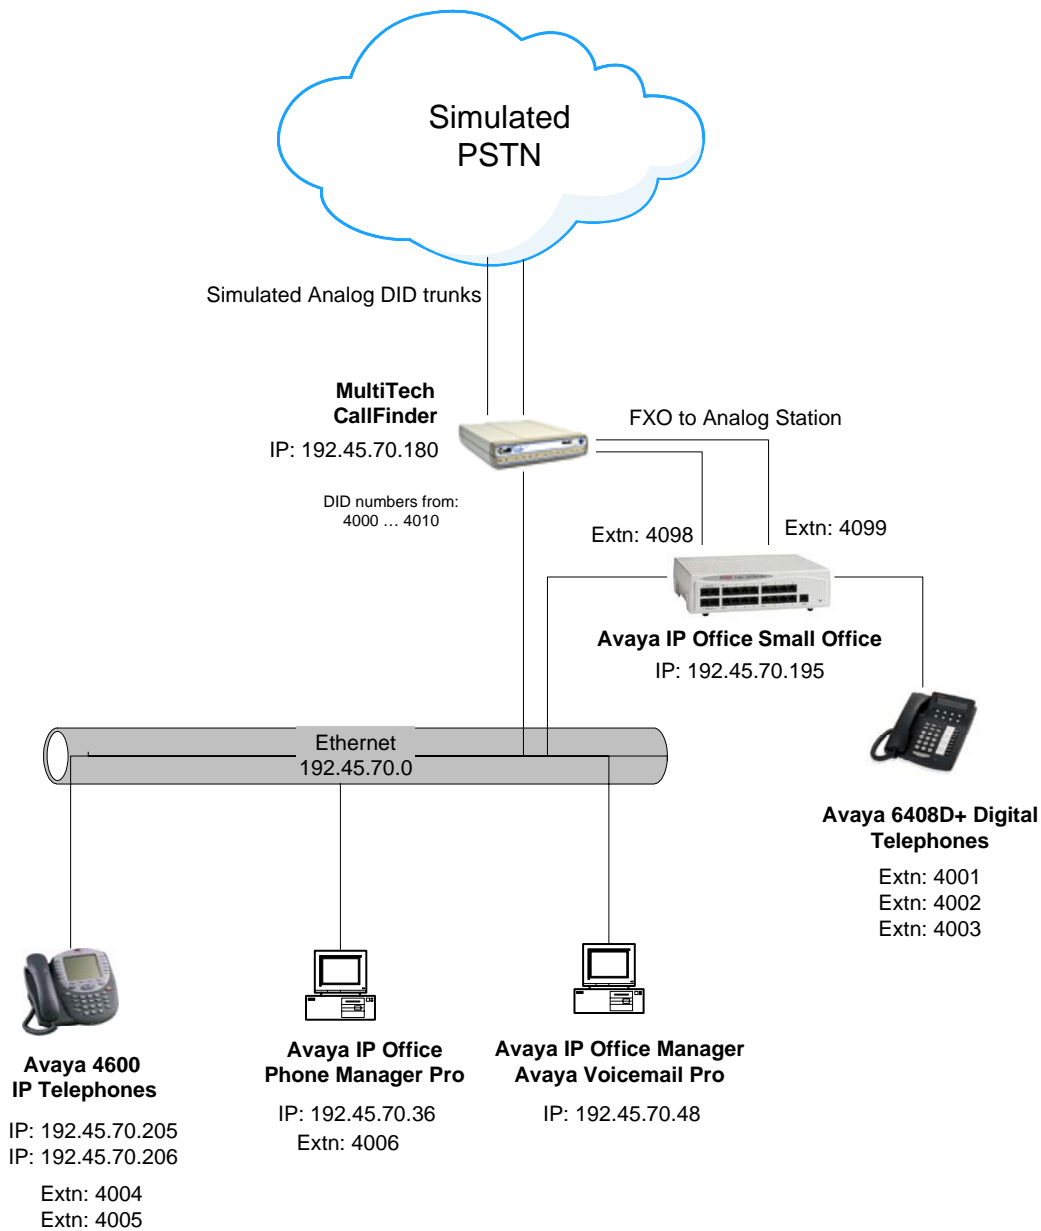 Simulated
PSTN
Simulated Analog DID trunks
MultiTech
CallFinder
IP: 192.45.70.180
FXO to Analog Station
DID numbers from:
4000 … 4010
Extn: 4098
Extn: 4099
Avaya IP Office Small Office
IP: 192.45.70.195
Ethernet
192.45.70.0
Avaya 6408D+ Digital
Telephones
Extn: 4001
Extn: 4002
Extn: 4003
Avaya 4600
IP Telephones
IP: 192.45.70.205
IP: 192.45.70.206
Extn: 4004
Extn: 4005
Avaya IP Office
Phone Manager Pro
IP: 192.45.70.36
Extn: 4006
Avaya IP Office Manager
Avaya Voicemail Pro
IP: 192.45.70.48